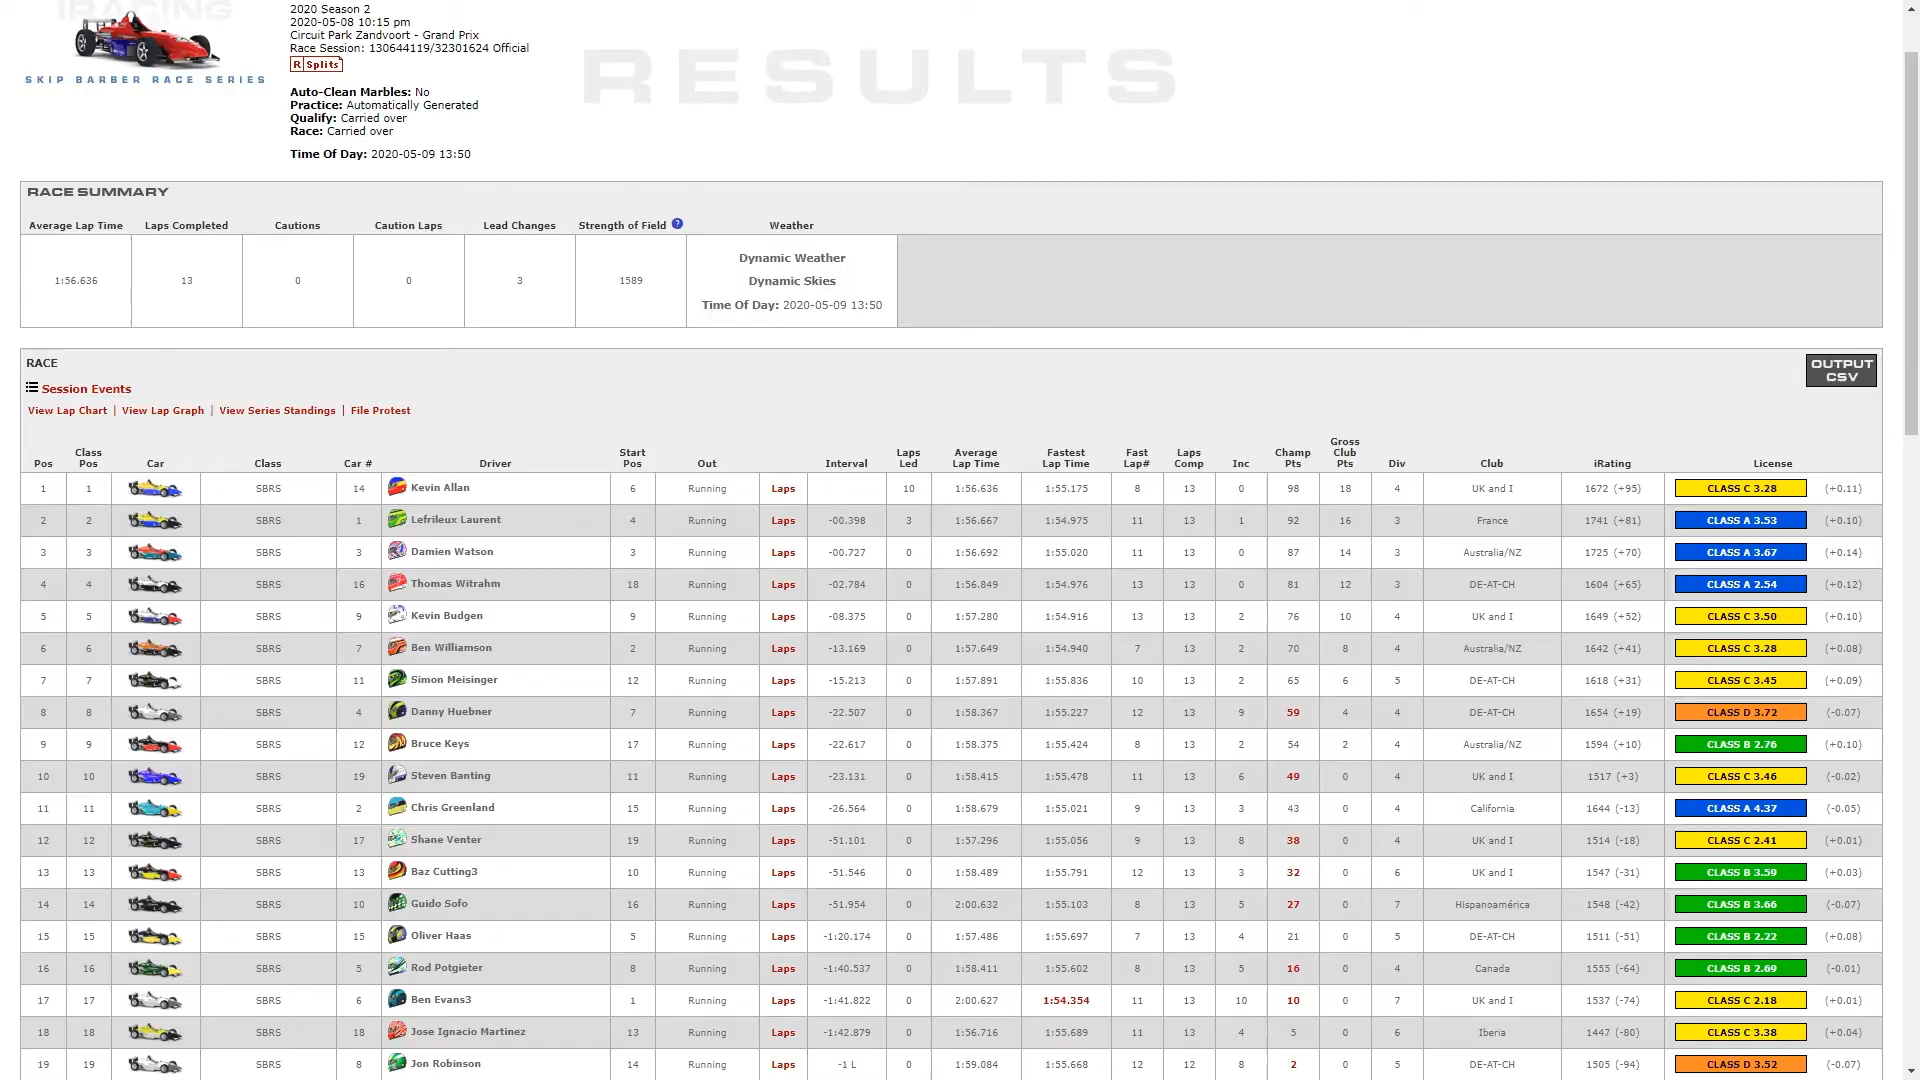 iRACING
SKIP BARBER RACE SERIES
2020 Season 2
2020-05-08 10:15 pm
Circuit Park Zandvoort - Grand Prix
Race Session: 130644119/32301624 Official
R Splits
Auto-Clean Marbles: No
Practice: Automatically Generated
Qualify: Carried over
Race: Carried over
Time Of Day: 2020-05-09 13:50
RESULTS
RACE SUMMARY
Average Lap Time Laps Completed Cautions Caution Laps Lead Changes Strength of Field ? Weather
1:56.636 13 0 0 3 1589 Dynamic Weather
Dynamic Skies
Time Of Day: 2020-05-09 13:50
RACE
OUTPUT CSV
Session Events
View Lap Chart | View Lap Graph | View Series Standings | File Protest
Pos Class Pos Car Class Car # Driver Start Pos Out Interval Laps Led Average Lap Time Fastest Lap Time Fast Lap# Laps Comp Inc Champ Pts Gross Club Pts Div Club iRating License
1 1 SBRS 14 Kevin Allan 6 Running Laps 10 1:56.636 1:55.175 8 13 0 98 18 4 UK and I 1672 (+95) CLASS C 3.28 (+0.11)
2 2 SBRS 1 Lefrileux Laurent 4 Running Laps -00.398 3 1:56.667 1:54.975 11 13 1 92 16 3 France 1741 (+81) CLASS A 3.53 (+0.10)
3 3 SBRS 3 Damien Watson 3 Running Laps -00.727 0 1:56.692 1:55.020 11 13 0 87 14 3 Australia/NZ 1725 (+70) CLASS A 3.67 (+0.14)
4 4 SBRS 16 Thomas Witrahm 18 Running Laps -02.784 0 1:56.849 1:54.976 13 13 0 81 12 3 DE-AT-CH 1604 (+65) CLASS A 2.54 (+0.12)
5 5 SBRS 9 Kevin Budgen 9 Running Laps -08.375 0 1:57.280 1:54.916 13 13 2 76 10 4 UK and I 1649 (+52) CLASS C 3.50 (+0.10)
6 6 SBRS 7 Ben Williamson 2 Running Laps -13.169 0 1:57.649 1:54.940 7 13 2 70 8 4 Australia/NZ 1642 (+41) CLASS C 3.28 (+0.08)
7 7 SBRS 11 Simon Meisinger 12 Running Laps -15.213 0 1:57.891 1:55.836 10 13 2 65 6 5 DE-AT-CH 1618 (+31) CLASS C 3.45 (+0.09)
8 8 SBRS 4 Danny Huebner 7 Running Laps -22.507 0 1:58.367 1:55.227 12 13 9 59 4 4 DE-AT-CH 1654 (+19) CLASS D 3.72 (-0.07)
9 9 SBRS 12 Bruce Keys 17 Running Laps -22.617 0 1:58.375 1:55.424 8 13 2 54 2 4 Australia/NZ 1594 (+10) CLASS B 2.76 (+0.10)
10 10 SBRS 19 Steven Banting 11 Running Laps -23.131 0 1:58.415 1:55.478 11 13 6 49 0 4 UK and I 1517 (+3) CLASS C 3.46 (-0.02)
11 11 SBRS 2 Chris Greenland 15 Running Laps -26.564 0 1:58.679 1:55.021 9 13 3 43 0 4 California 1644 (-13) CLASS A 4.37 (-0.05)
12 12 SBRS 17 Shane Venter 19 Running Laps -51.101 0 1:57.296 1:55.056 9 13 8 38 0 4 UK and I 1514 (-18) CLASS C 2.41 (+0.01)
13 13 SBRS 13 Baz Cutting3 10 Running Laps -51.546 0 1:58.489 1:55.791 12 13 3 32 0 6 UK and I 1547 (-31) CLASS B 3.59 (+0.03)
14 14 SBRS 10 Guido Sofo 16 Running Laps -51.954 0 2:00.632 1:55.103 8 13 5 27 0 7 Hispanoamérica 1548 (-42) CLASS B 3.66 (-0.07)
15 15 SBRS 15 Oliver Haas 5 Running Laps -1:20.174 0 1:57.486 1:55.697 7 13 4 21 0 5 DE-AT-CH 1511 (-51) CLASS B 2.22 (+0.08)
16 16 SBRS 5 Rod Potgieter 8 Running Laps -1:40.537 0 1:58.411 1:55.602 8 13 5 16 0 4 Canada 1555 (-64) CLASS B 2.69 (-0.01)
17 17 SBRS 6 Ben Evans3 1 Running Laps -1:41.822 0 2:00.627 1:54.354 11 13 10 10 0 7 UK and I 1537 (-74) CLASS C 2.18 (+0.01)
18 18 SBRS 18 Jose Ignacio Martinez 13 Running Laps -1:42.879 0 1:56.716 1:55.689 11 13 4 5 0 6 Iberia 1447 (-80) CLASS C 3.38 (+0.04)
19 19 SBRS 8 Jon Robinson 14 Running Laps -1 L 0 1:59.084 1:55.668 12 12 8 2 0 5 DE-AT-CH 1505 (-94) CLASS D 3.52 (-0.07)